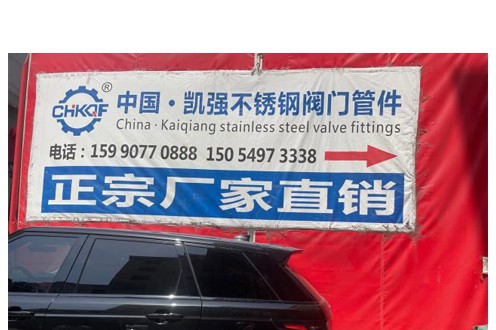 CHKQF®
中国·凯强不锈钢阀门管件
China · Kaiqiang stainless steel valve fittings
电话：159 9077 0888 150 5497 3338
正宗厂家直销